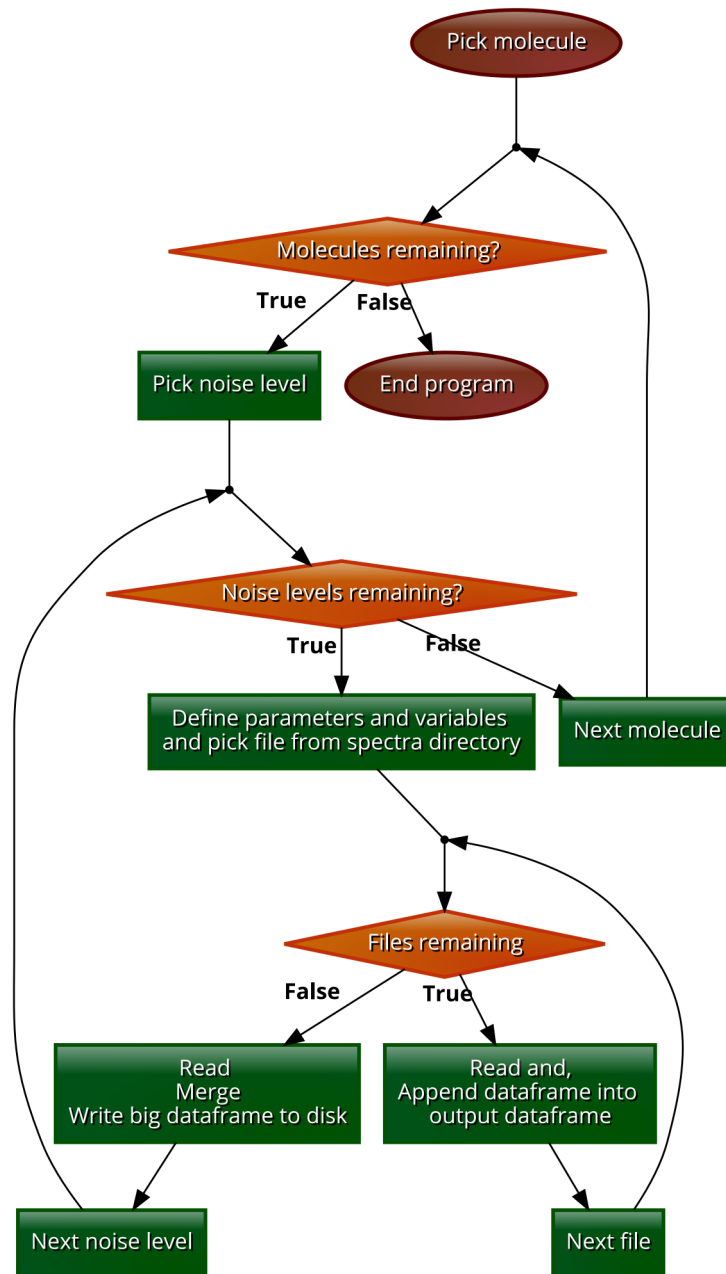 Pick molecule
Molecules remaining?
True
False
Pick noise level
End program
Noise levels remaining?
True
False
Define parameters and variables
and pick file from spectra directory
Next molecule
Files remaining
False
True
Read
Merge
Write big dataframe to disk
Read and,
Append dataframe into
output dataframe
Next noise level
Next file